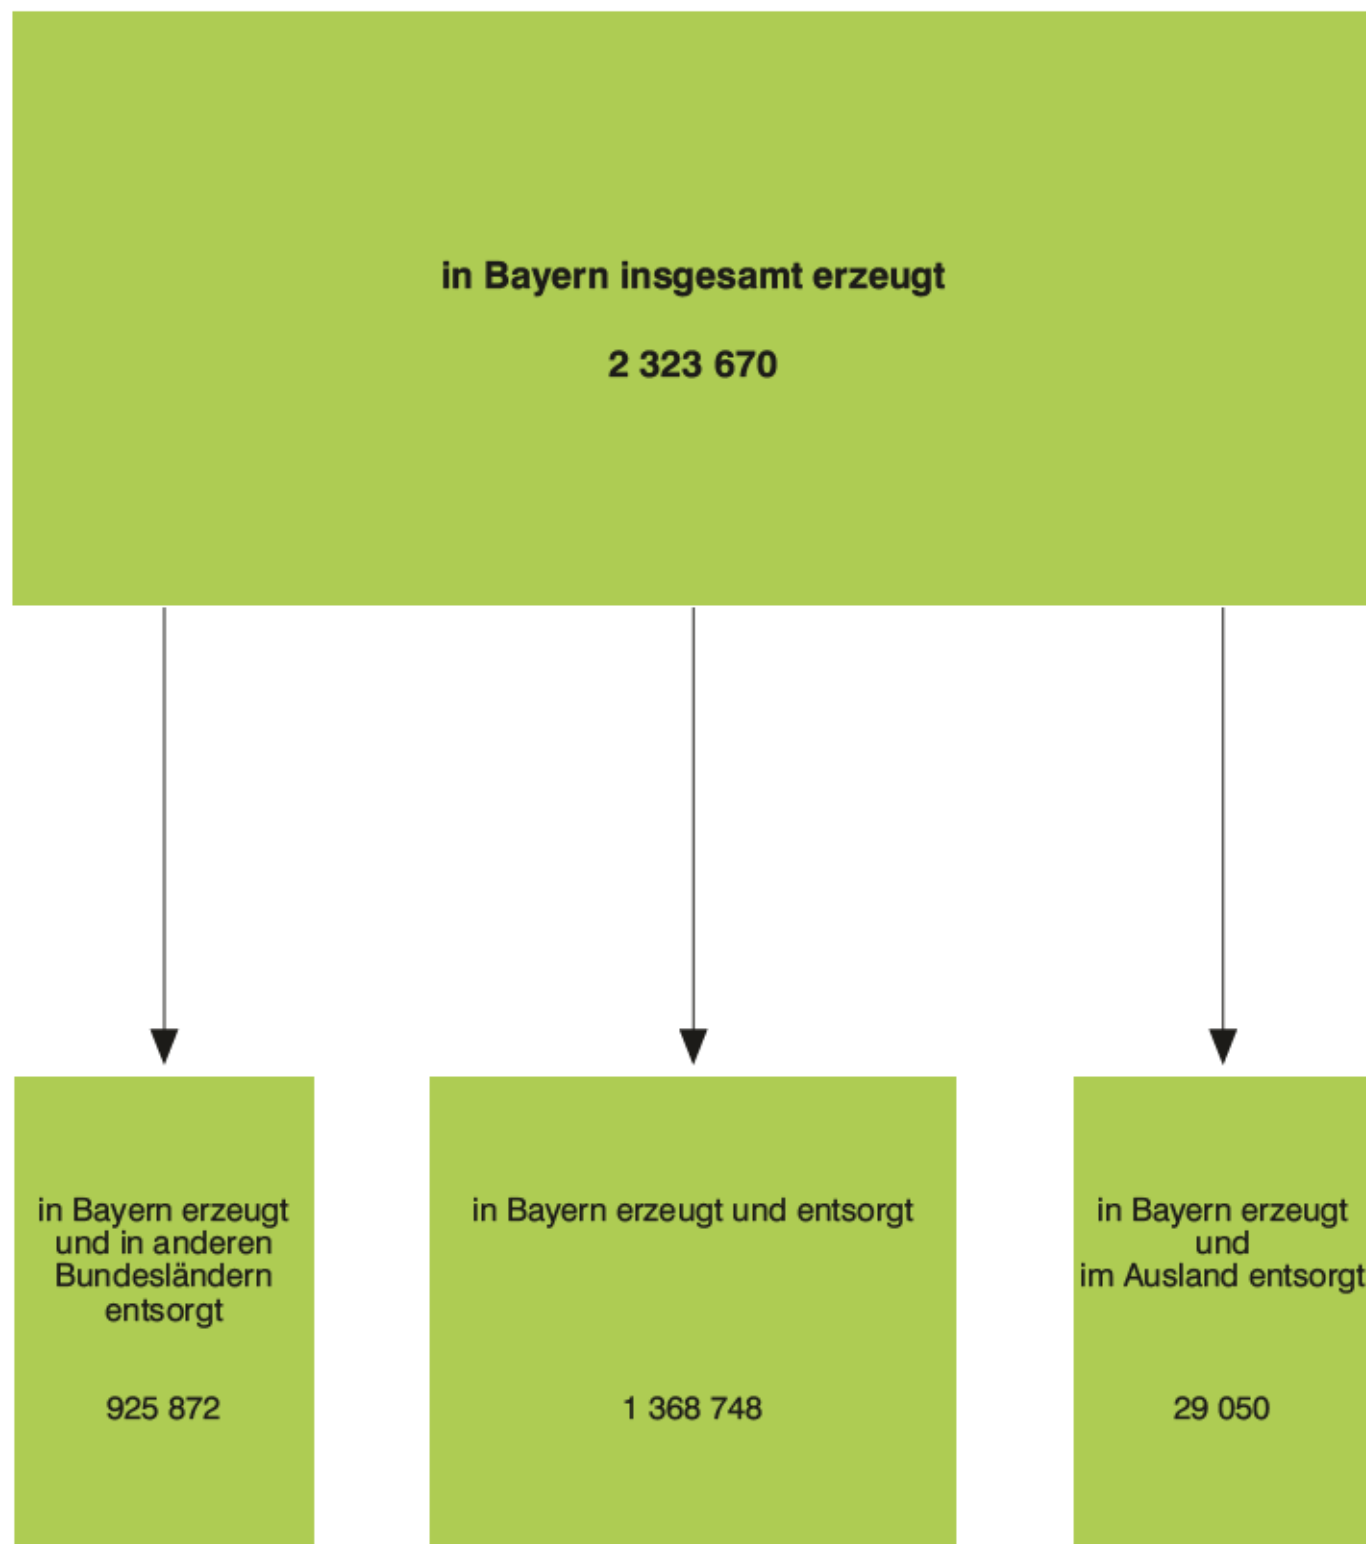 in Bayern insgesamt erzeugt
2 323 670
in Bayern erzeugt
und in anderen
Bundesländern
entsorgt
925 872
in Bayern erzeugt und entsorgt
1 368 748
in Bayern erzeugt
und
im Ausland entsorgt
29 050